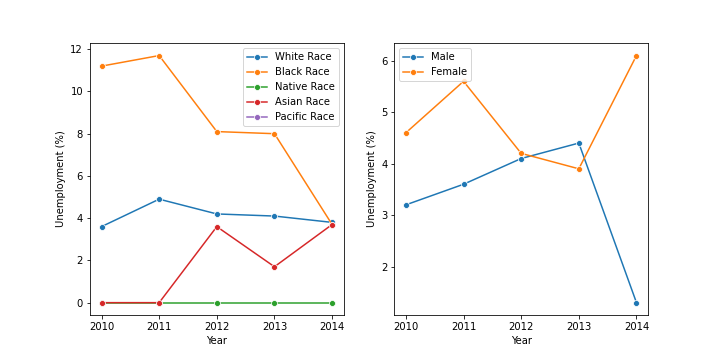 12
10
8
6
4
2
0
Unemployment (%)
White Race
Black Race
Native Race
Asian Race
Pacific Race
2010 2011 2012 2013 2014
Year
6
5
4
3
2
Unemployment (%)
Male
Female
2010 2011 2012 2013 2014
Year